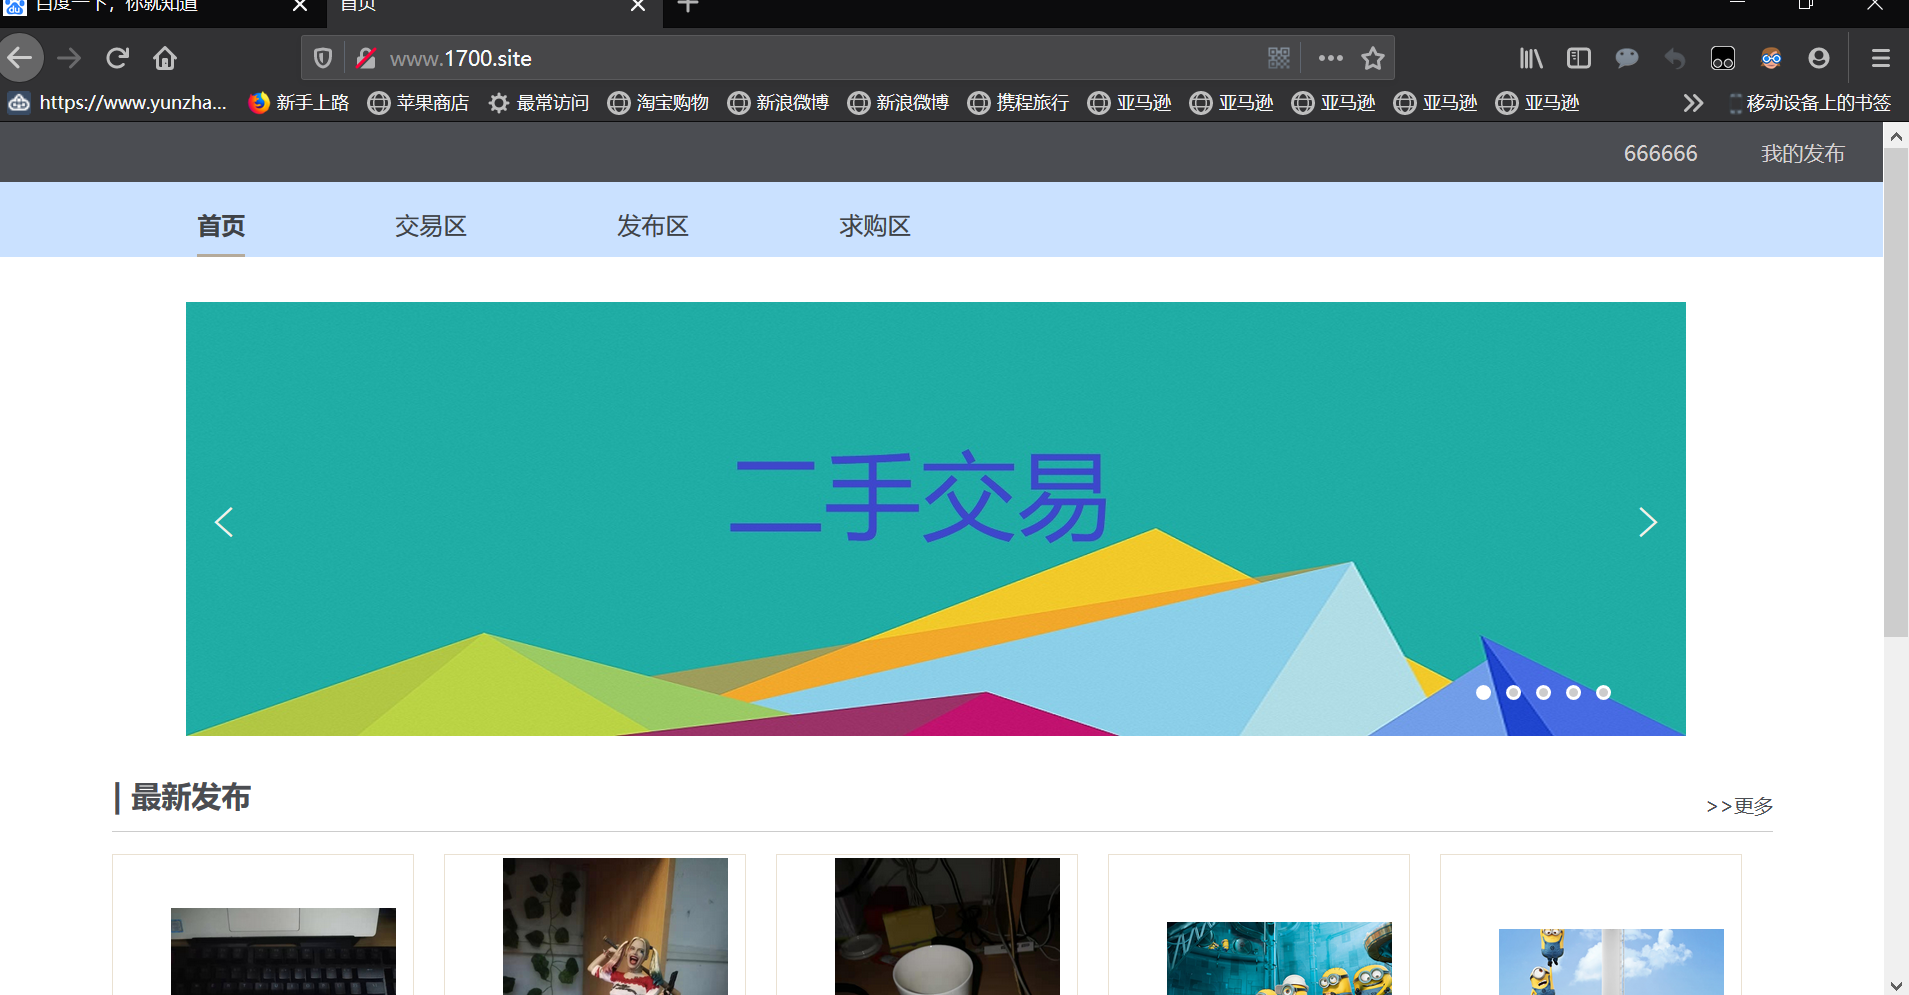 百度一下，你就知道
首页
www.1700.site
https://www.yunzha... 新手上路 苹果商店 最常访问 淘宝购物 新浪微博 新浪微博 携程旅行 亚马逊 亚马逊 亚马逊 亚马逊 亚马逊 移动设备上的书签
666666 我的发布
首页 交易区 发布区 求购区
二手交易
最新发布
>>更多